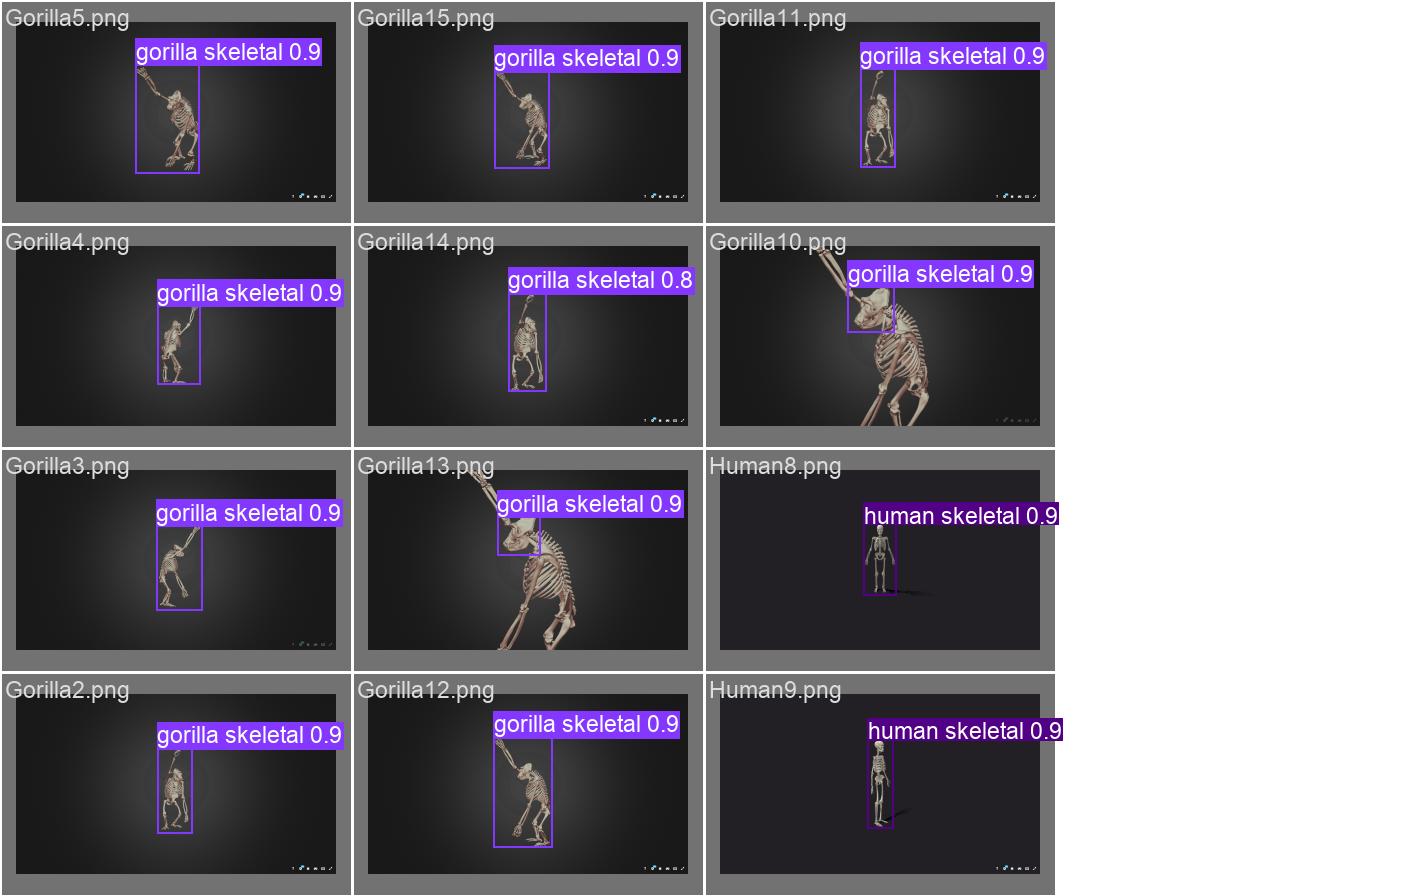 Gorilla5.png
gorilla skeletal 0.9
Gorilla15.png
gorilla skeletal 0.9
Gorilla11.png
gorilla skeletal 0.9
Gorilla4.png
gorilla skeletal 0.9
Gorilla14.png
gorilla skeletal 0.8
Gorilla10.png
gorilla skeletal 0.9
Gorilla3.png
gorilla skeletal 0.9
Gorilla13.png
gorilla skeletal 0.9
Human8.png
human skeletal 0.9
Gorilla2.png
gorilla skeletal 0.9
Gorilla12.png
gorilla skeletal 0.9
Human9.png
human skeletal 0.9